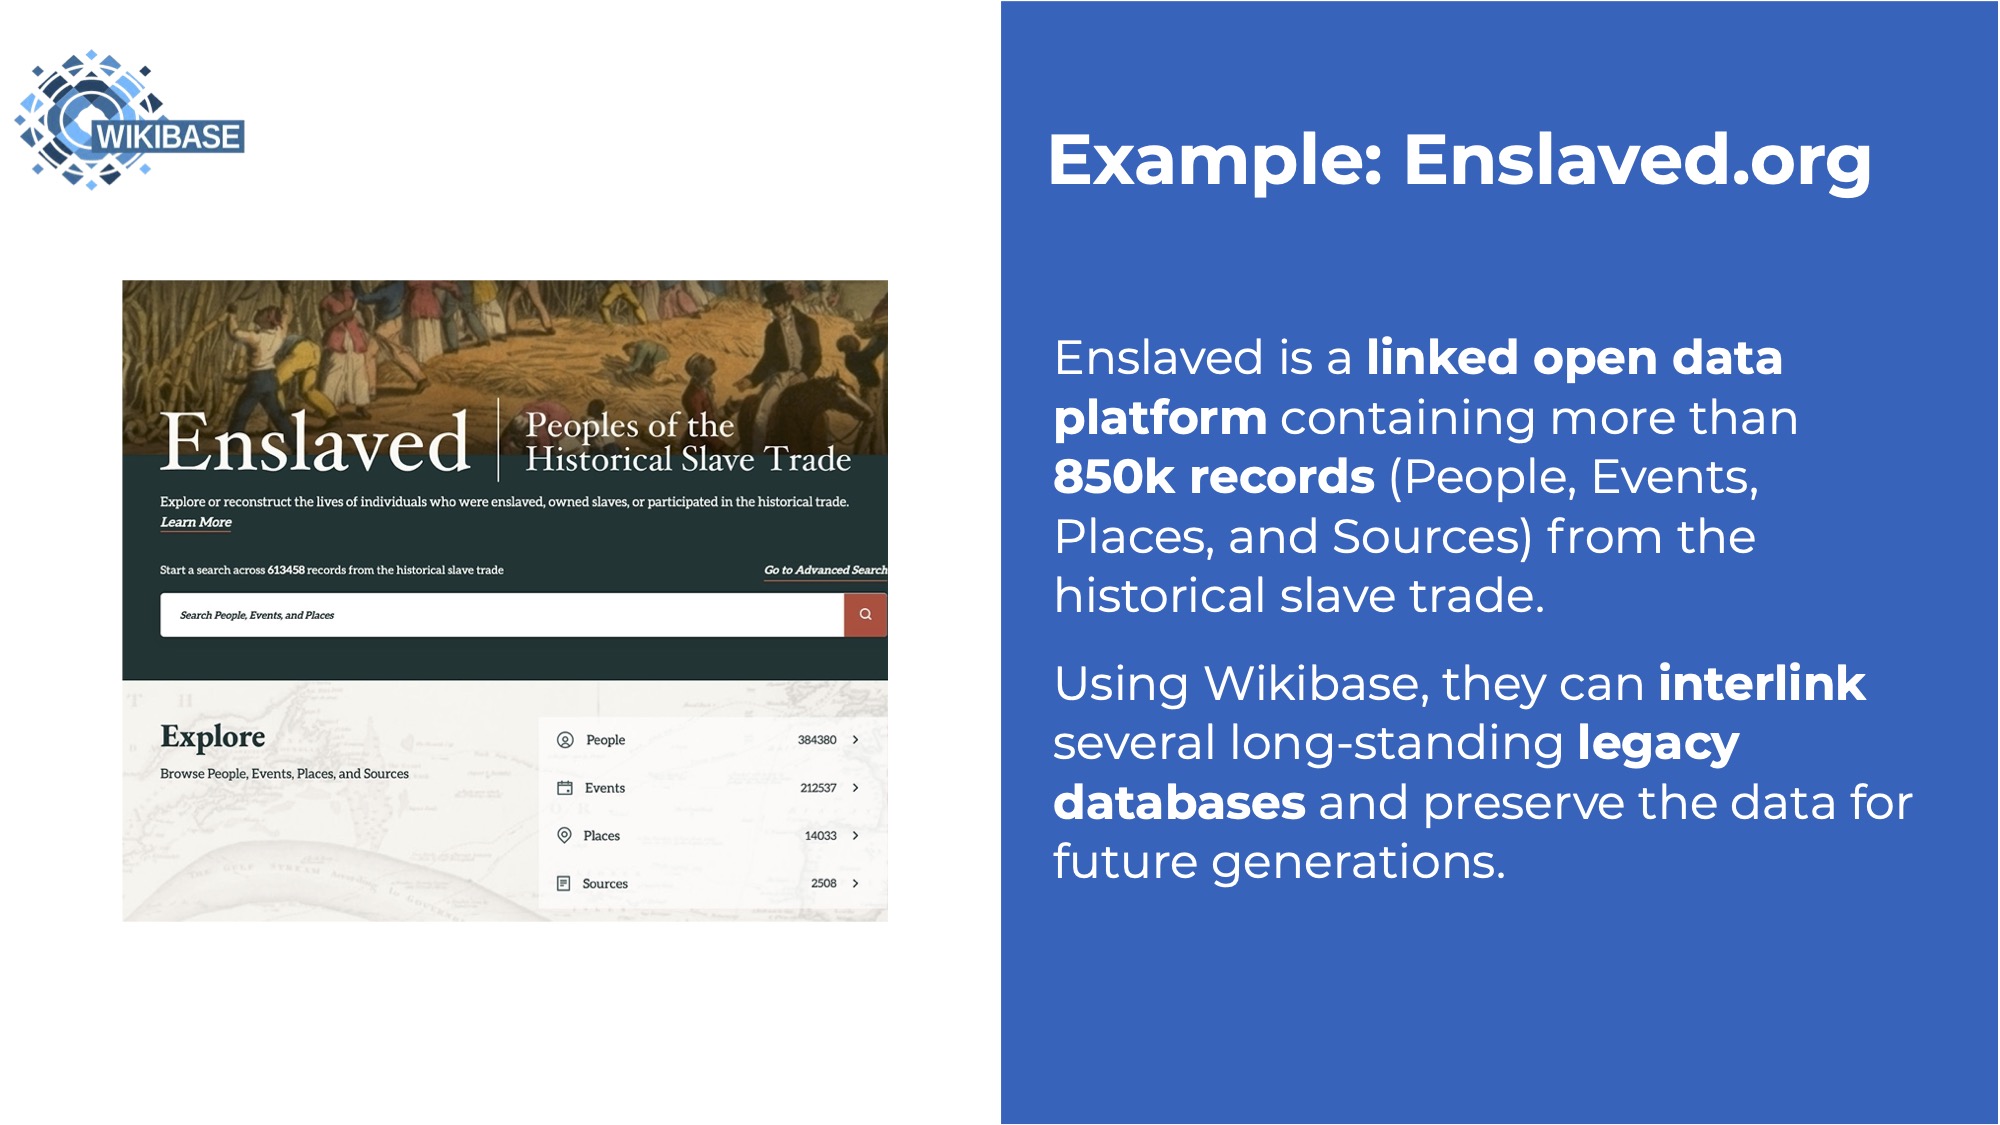 WIKIBASE
Enslaved
Peoples of the
Historical Slave Trade
Explore or reconstruct the lives of individuals who were enslaved, owned slaves, or participated in the historical trade.
Learn More
Start a search across 613458 records from the historical slave trade
Go to Advanced Search
Search People, Events, and Places
Explore
Browse People, Events, Places, and Sources
People 384380
Events 212537
Places 14033
Sources 2508
Example: Enslaved.org
Enslaved is a linked open data
platform containing more than
850k records (People, Events,
Places, and Sources) from the
historical slave trade.
Using Wikibase, they can interlink
several long-standing legacy
databases and preserve the data for
future generations.